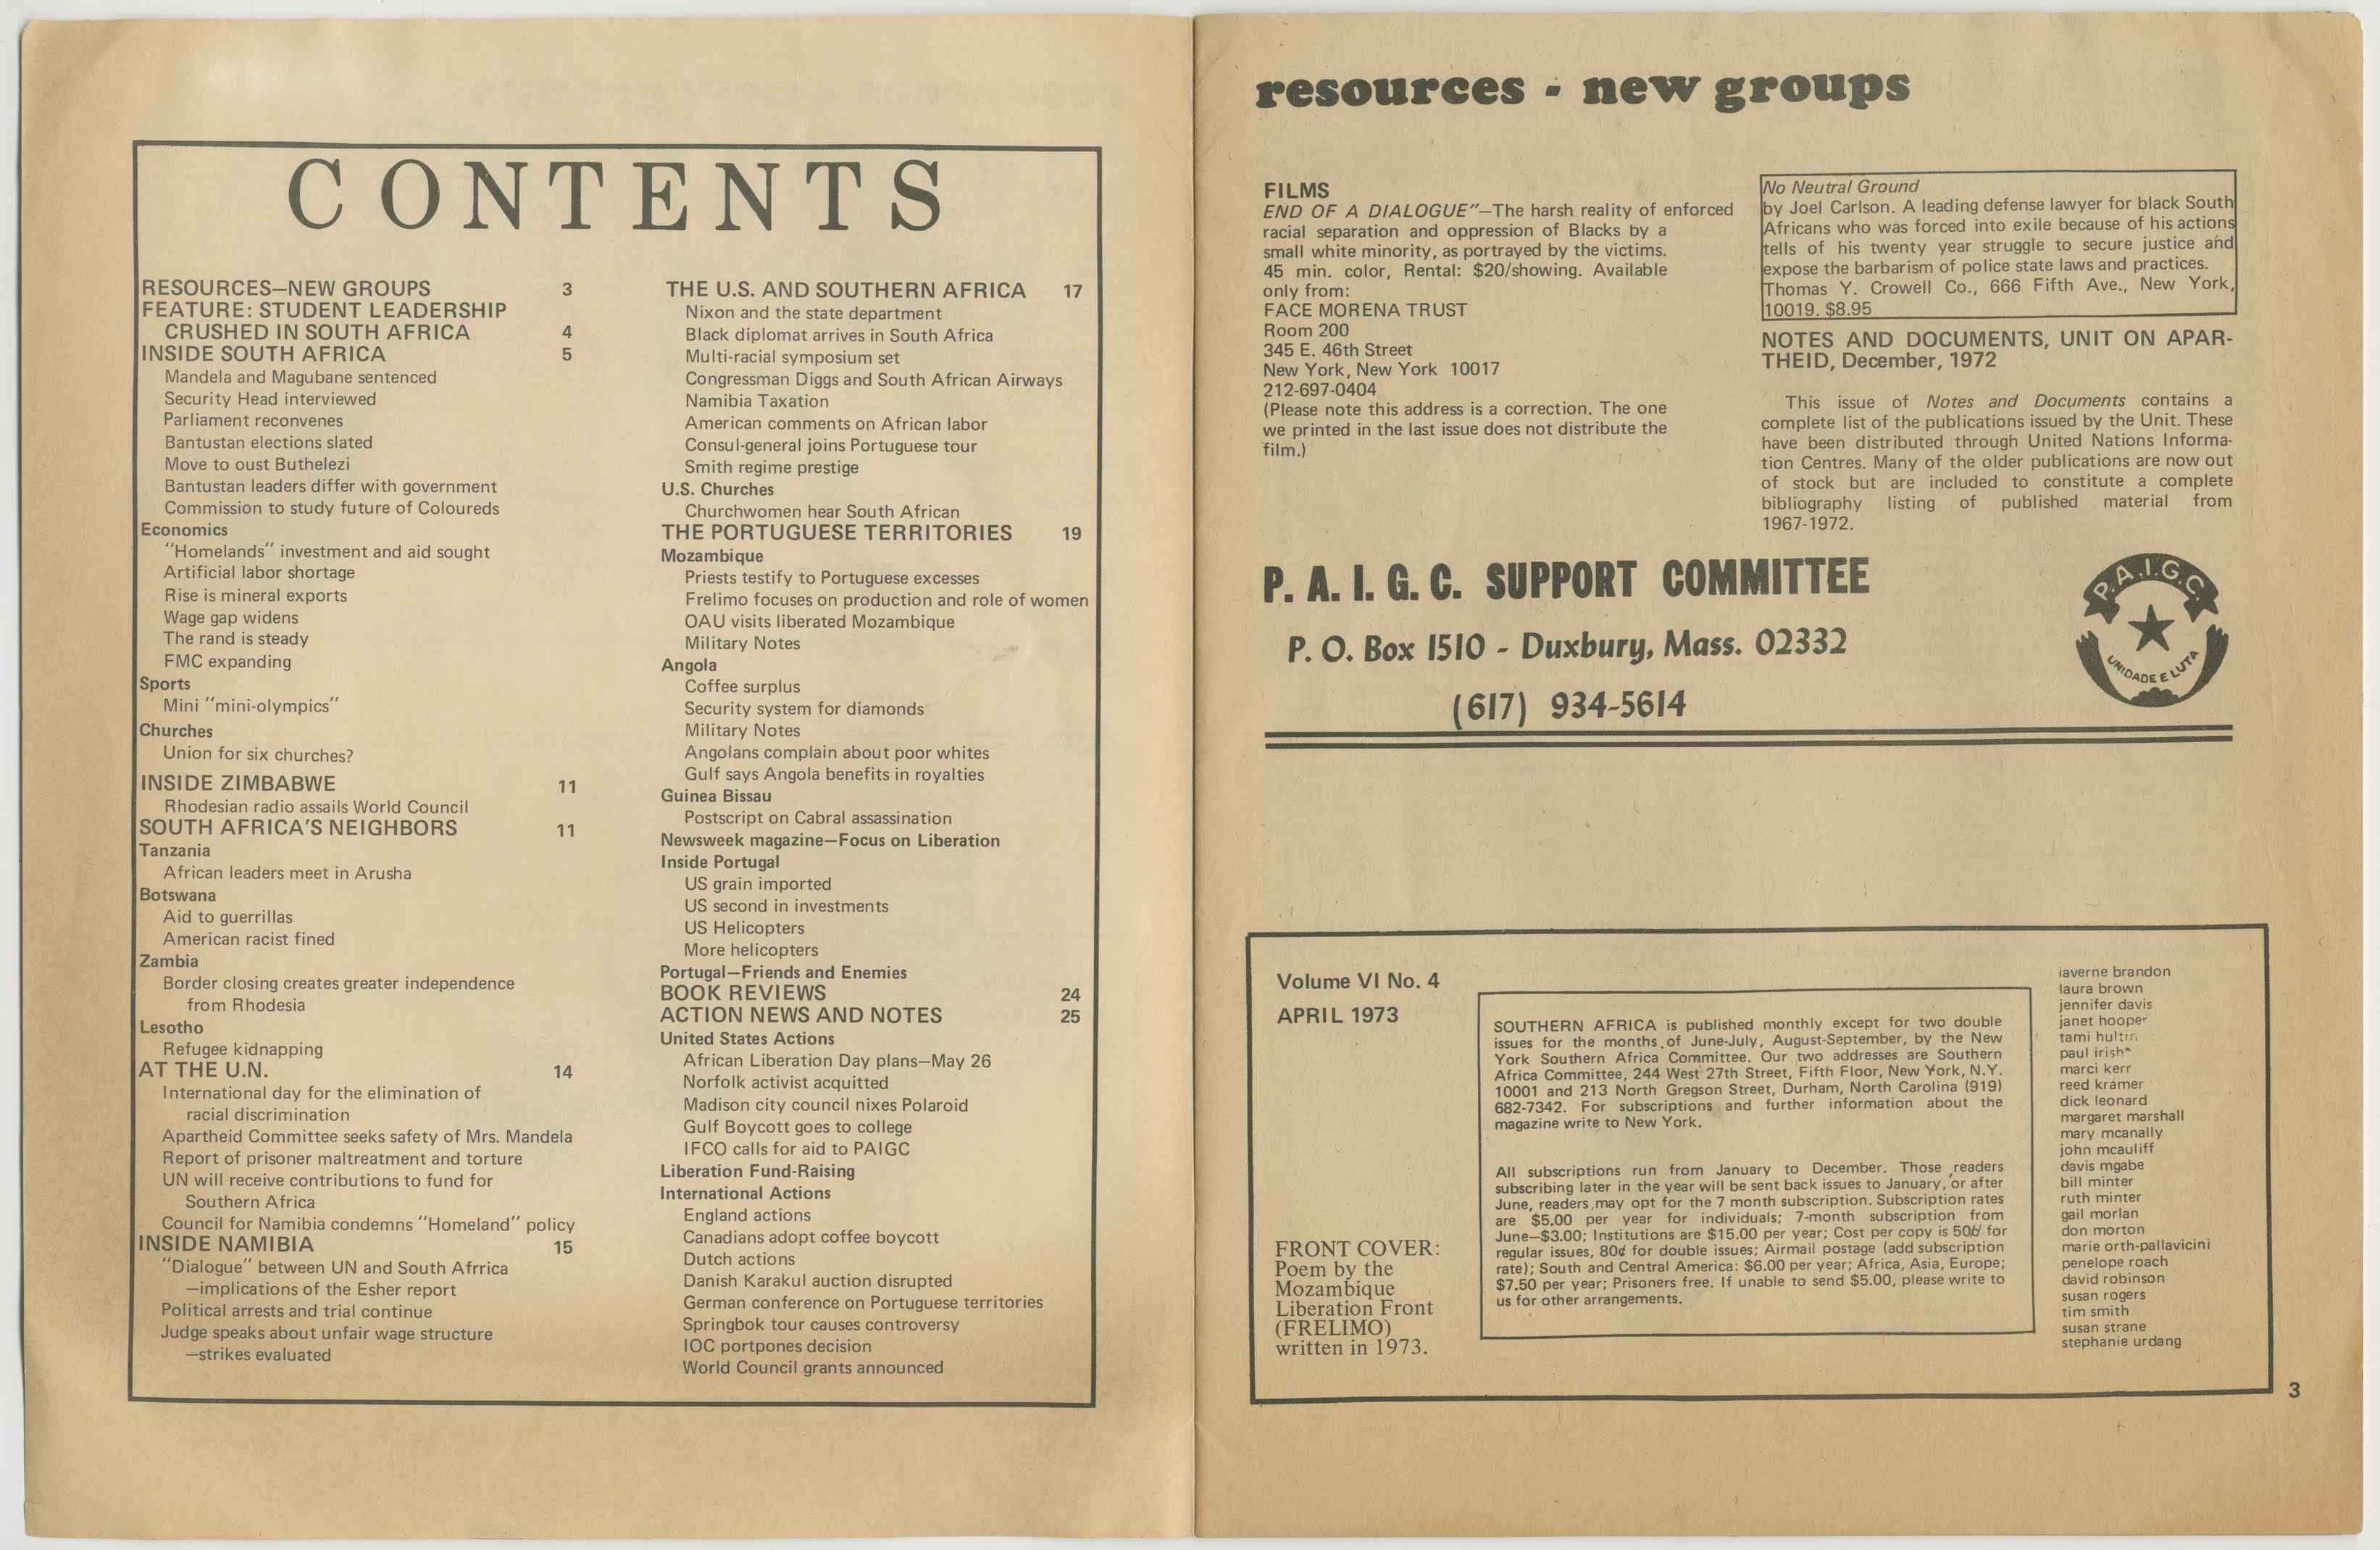 CONTENTS
RESOURCES—NEW GROUPS 3
FEATURE: STUDENT LEADERSHIP
CRUSHED IN SOUTH AFRICA 4
INSIDE SOUTH AFRICA 5
Mandela and Magubane sentenced
Security Head interviewed
Parliament reconvenes
Bantustan elections slated
Move to oust Buthelezi
Bantustan leaders differ with government
Commission to study future of Coloureds
Economics
"Homelands" investment and aid sought
Artificial labor shortage
Rise is mineral exports
Wage gap widens
The rand is steady
FMC expanding
Sports
Mini "mini-olympics"
Churches
Union for six churches?
INSIDE ZIMBABWE 11
Rhodesian radio assails World Council
SOUTH AFRICA'S NEIGHBORS 11
Tanzania
African leaders meet in Arusha
Botswana
Aid to guerrillas
American racist fined
Zambia
Border closing creates greater independence
from Rhodesia
Lesotho
Refugee kidnapping
AT THE U.N. 14
International day for the elimination of
racial discrimination
Apartheid Committee seeks safety of Mrs. Mandela
Report of prisoner maltreatment and torture
UN will receive contributions to fund for
Southern Africa
Council for Namibia condemns "Homeland" policy
INSIDE NAMIBIA 15
"Dialogue" between UN and South Afrrica
—implications of the Esher report
Political arrests and trial continue
Judge speaks about unfair wage structure
—strikes evaluated
THE U.S. AND SOUTHERN AFRICA 17
Nixon and the state department
Black diplomat arrives in South Africa
Multi-racial symposium set
Congressman Diggs and South African Airways
Namibia Taxation
American comments on African labor
Consul-general joins Portuguese tour
Smith regime prestige
U.S. Churches
Churchwomen hear South African
THE PORTUGUESE TERRITORIES 19
Mozambique
Priests testify to Portuguese excesses
Frelimo focuses on production and role of women
OAU visits liberated Mozambique
Military Notes
Angola
Coffee surplus
Security system for diamonds
Military Notes
Angolans complain about poor whites
Gulf says Angola benefits in royalties
Guinea Bissau
Postscript on Cabral assassination
Newsweek magazine—Focus on Liberation
Inside Portugal
US grain imported
US second in investments
US Helicopters
More helicopters
Portugal—Friends and Enemies
BOOK REVIEWS 24
ACTION NEWS AND NOTES 25
United States Actions
African Liberation Day plans—May 26
Norfolk activist acquitted
Madison city council nixes Polaroid
Gulf Boycott goes to college
IFCO calls for aid to PAIGC
Liberation Fund-Raising
International Actions
England actions
Canadians adopt coffee boycott
Dutch actions
Danish Karakul auction disrupted
German conference on Portuguese territories
Springbok tour causes controversy
IOC portpones decision
World Council grants announced
resources - new groups
FILMS
END OF A DIALOGUE"—The harsh reality of enforced
racial separation and oppression of Blacks by a
small white minority, as portrayed by the victims.
45 min. color, Rental: $20/showing. Available
only from:
FACE MORENA TRUST
Room 200
345 E. 46th Street
New York, New York 10017
212-697-0404
(Please note this address is a correction. The one
we printed in the last issue does not distribute the
film.)
No Neutral Ground
by Joel Carlson. A leading defense lawyer for black South
Africans who was forced into exile because of his actions
tells of his twenty year struggle to secure justice and
expose the barbarism of police state laws and practices.
Thomas Y. Crowell Co., 666 Fifth Ave., New York,
10019. $8.95
NOTES AND DOCUMENTS, UNIT ON APAR-
THEID, December, 1972
This issue of Notes and Documents contains a
complete list of the publications issued by the Unit. These
have been distributed through United Nations Informa-
tion Centres. Many of the older publications are now out
of stock but are included to constitute a complete
bibliography listing of published material from
1967-1972.
P. A. I. G. C. SUPPORT COMMITTEE
P. O. Box 1510 - Duxbury, Mass. 02332
(617) 934-5614
P.A.I.G.C.
UNIDADE E LUTA
Volume VI No. 4
APRIL 1973
FRONT COVER:
Poem by the
Mozambique
Liberation Front
(FRELIMO)
written in 1973.
SOUTHERN AFRICA is published monthly except for two double
issues for the months of June-July, August-September, by the New
York Southern Africa Committee. Our two addresses are Southern
Africa Committee, 244 West 27th Street, Fifth Floor, New York, N.Y.
10001 and 213 North Gregson Street, Durham, North Carolina (919)
682-7342. For subscriptions and further information about the
magazine write to New York.
All subscriptions run from January to December. Those readers
subscribing later in the year will be sent back issues to January, or after
June, readers may opt for the 7 month subscription. Subscription rates
are $5.00 per year for individuals; 7-month subscription from
June—$3.00; Institutions are $15.00 per year; Cost per copy is 50¢ for
regular issues, 80¢ for double issues; Airmail postage (add subscription
rate); South and Central America: $6.00 per year; Africa, Asia, Europe;
$7.50 per year; Prisoners free. If unable to send $5.00, please write to
us for other arrangements.
laverne brandon
laura brown
jennifer davis
janet hooper
tami hultin
paul irish
marci kerr
reed kramer
dick leonard
margaret marshall
mary mcanally
john mcauliff
davis mgabe
bill minter
ruth minter
gail morlan
don morton
marie orth-pallavicini
penelope roach
david robinson
susan rogers
tim smith
susan strane
stephanie urdang
3